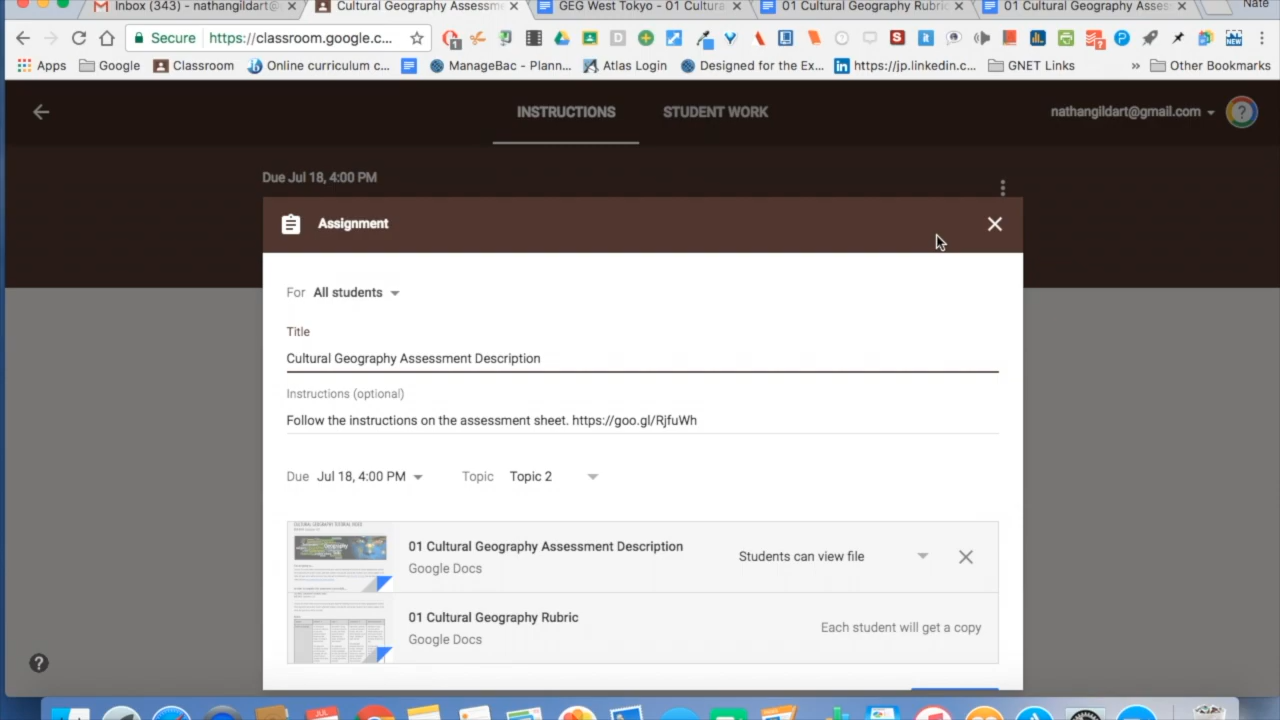 Inbox (343) - nathangildart@
Cultural Geography Assessme
GEG West Tokyo - 01 Cultura
01 Cultural Geography Rubric
01 Cultural Geography Asses
Nate
Secure
https://classroom.google.c...
Apps
Google
Classroom
Online curriculum c...
ManageBac - Plann...
Atlas Login
Designed for the Ex...
https://jp.linkedin.c...
GNET Links
»
Other Bookmarks
INSTRUCTIONS
STUDENT WORK
nathangildart@gmail.com
Due Jul 18, 4:00 PM
Assignment
For All students
Title
Cultural Geography Assessment Description
Instructions (optional)
Follow the instructions on the assessment sheet. https://goo.gl/RjfuWh
Due Jul 18, 4:00 PM Topic Topic 2
01 Cultural Geography Assessment Description
Google Docs
Students can view file
01 Cultural Geography Rubric
Google Docs
Each student will get a copy